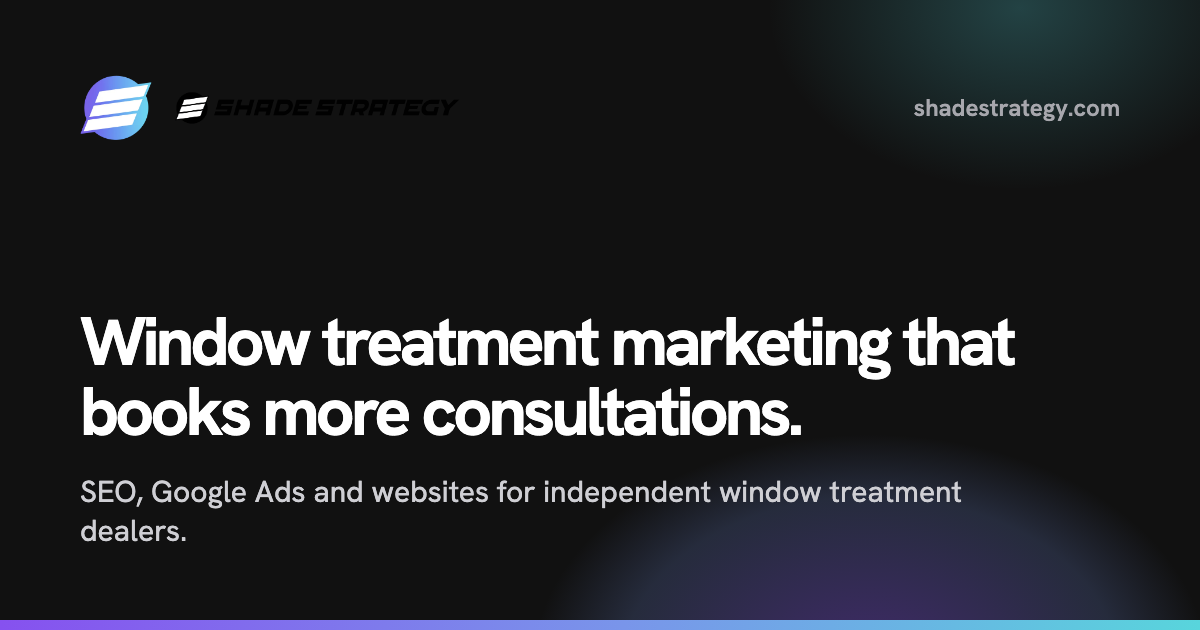 SHADE STRATEGY
shadestrategy.com
Window treatment marketing that
books more consultations.
SEO, Google Ads and websites for independent window treatment
dealers.